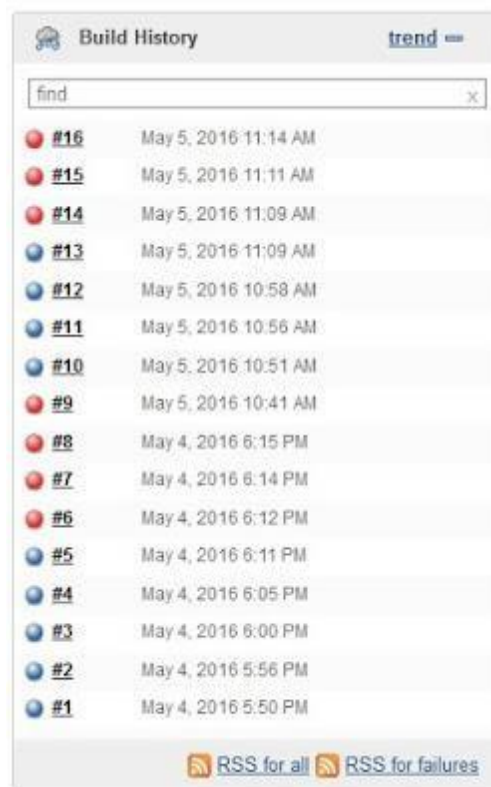 Build History trend
find x
#16 May 5, 2016 11:14 AM
#15 May 5, 2016 11:11 AM
#14 May 5, 2016 11:09 AM
#13 May 5, 2016 11:09 AM
#12 May 5, 2016 10:58 AM
#11 May 5, 2016 10:56 AM
#10 May 5, 2016 10:51 AM
#9 May 5, 2016 10:41 AM
#8 May 4, 2016 6:15 PM
#7 May 4, 2016 6:14 PM
#6 May 4, 2016 6:12 PM
#5 May 4, 2016 6:11 PM
#4 May 4, 2016 6:05 PM
#3 May 4, 2016 6:00 PM
#2 May 4, 2016 5:56 PM
#1 May 4, 2016 5:50 PM
RSS for all RSS for failures